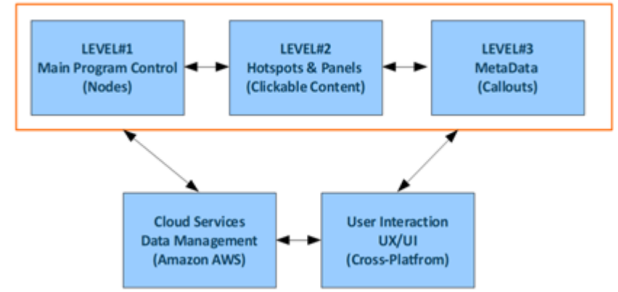 LEVEL#1
Main Program Control
(Nodes)
LEVEL#2
Hotspots & Panels
(Clickable Content)
LEVEL#3
MetaData
(Callouts)
Cloud Services
Data Management
(Amazon AWS)
User Interaction
UX/UI
(Cross-Platfrom)